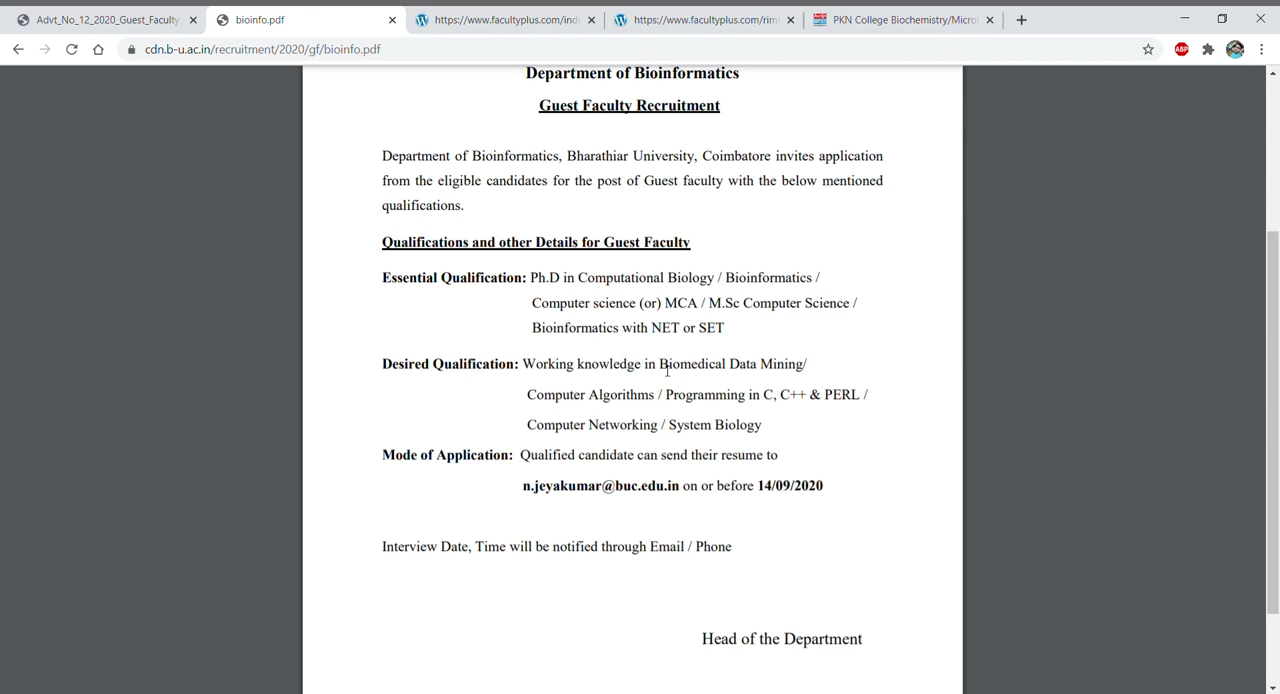 Advt_No_12_2020_Guest_Faculty
bioinfo.pdf
https://www.facultyplus.com/indi
https://www.facultyplus.com/rim
PKN College Biochemistry/Micro
cdn.b-u.ac.in/recruitment/2020/gf/bioinfo.pdf
ABP
Department of Bioinformatics
Guest Faculty Recruitment
Department of Bioinformatics, Bharathiar University, Coimbatore invites application
from the eligible candidates for the post of Guest faculty with the below mentioned
qualifications.
Qualifications and other Details for Guest Faculty
Essential Qualification: Ph.D in Computational Biology / Bioinformatics /
Computer science (or) MCA / M.Sc Computer Science /
Bioinformatics with NET or SET
Desired Qualification: Working knowledge in Biomedical Data Mining/
Computer Algorithms / Programming in C, C++ & PERL /
Computer Networking / System Biology
Mode of Application: Qualified candidate can send their resume to
n.jeyakumar@buc.edu.in on or before 14/09/2020
Interview Date, Time will be notified through Email / Phone
Head of the Department